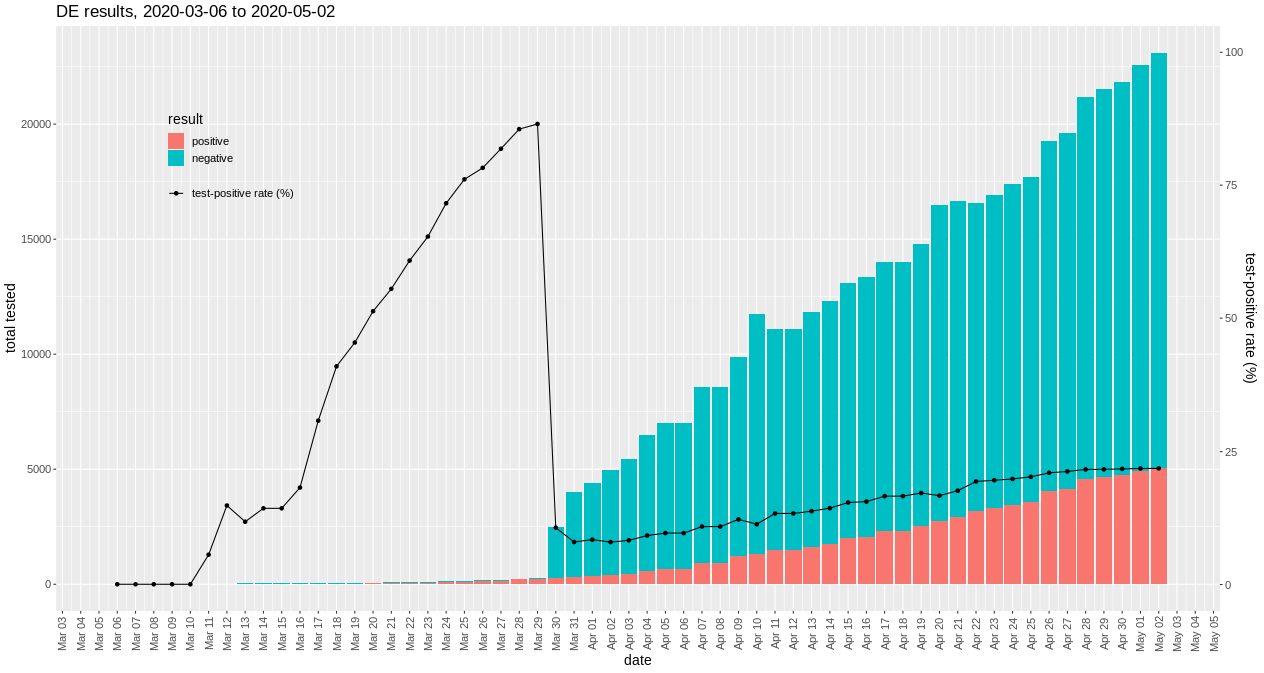 DE results, 2020-03-06 to 2020-05-02
total tested
20000
15000
10000
5000
0
result
positive
negative
test-positive rate (%)
100
75
50
25
0
test-positive rate (%)
Mar 03
Mar 04
Mar 05
Mar 06
Mar 07
Mar 08
Mar 09
Mar 10
Mar 11
Mar 12
Mar 13
Mar 14
Mar 15
Mar 16
Mar 17
Mar 18
Mar 19
Mar 20
Mar 21
Mar 22
Mar 23
Mar 24
Mar 25
Mar 26
Mar 27
Mar 28
Mar 29
Mar 30
Mar 31
Apr 01
Apr 02
Apr 03
Apr 04
Apr 05
Apr 06
Apr 07
Apr 08
Apr 09
Apr 10
Apr 11
Apr 12
Apr 13
Apr 14
Apr 15
Apr 16
Apr 17
Apr 18
Apr 19
Apr 20
Apr 21
Apr 22
Apr 23
Apr 24
Apr 25
Apr 26
Apr 27
Apr 28
Apr 29
Apr 30
May 01
May 02
May 03
May 04
May 05
date